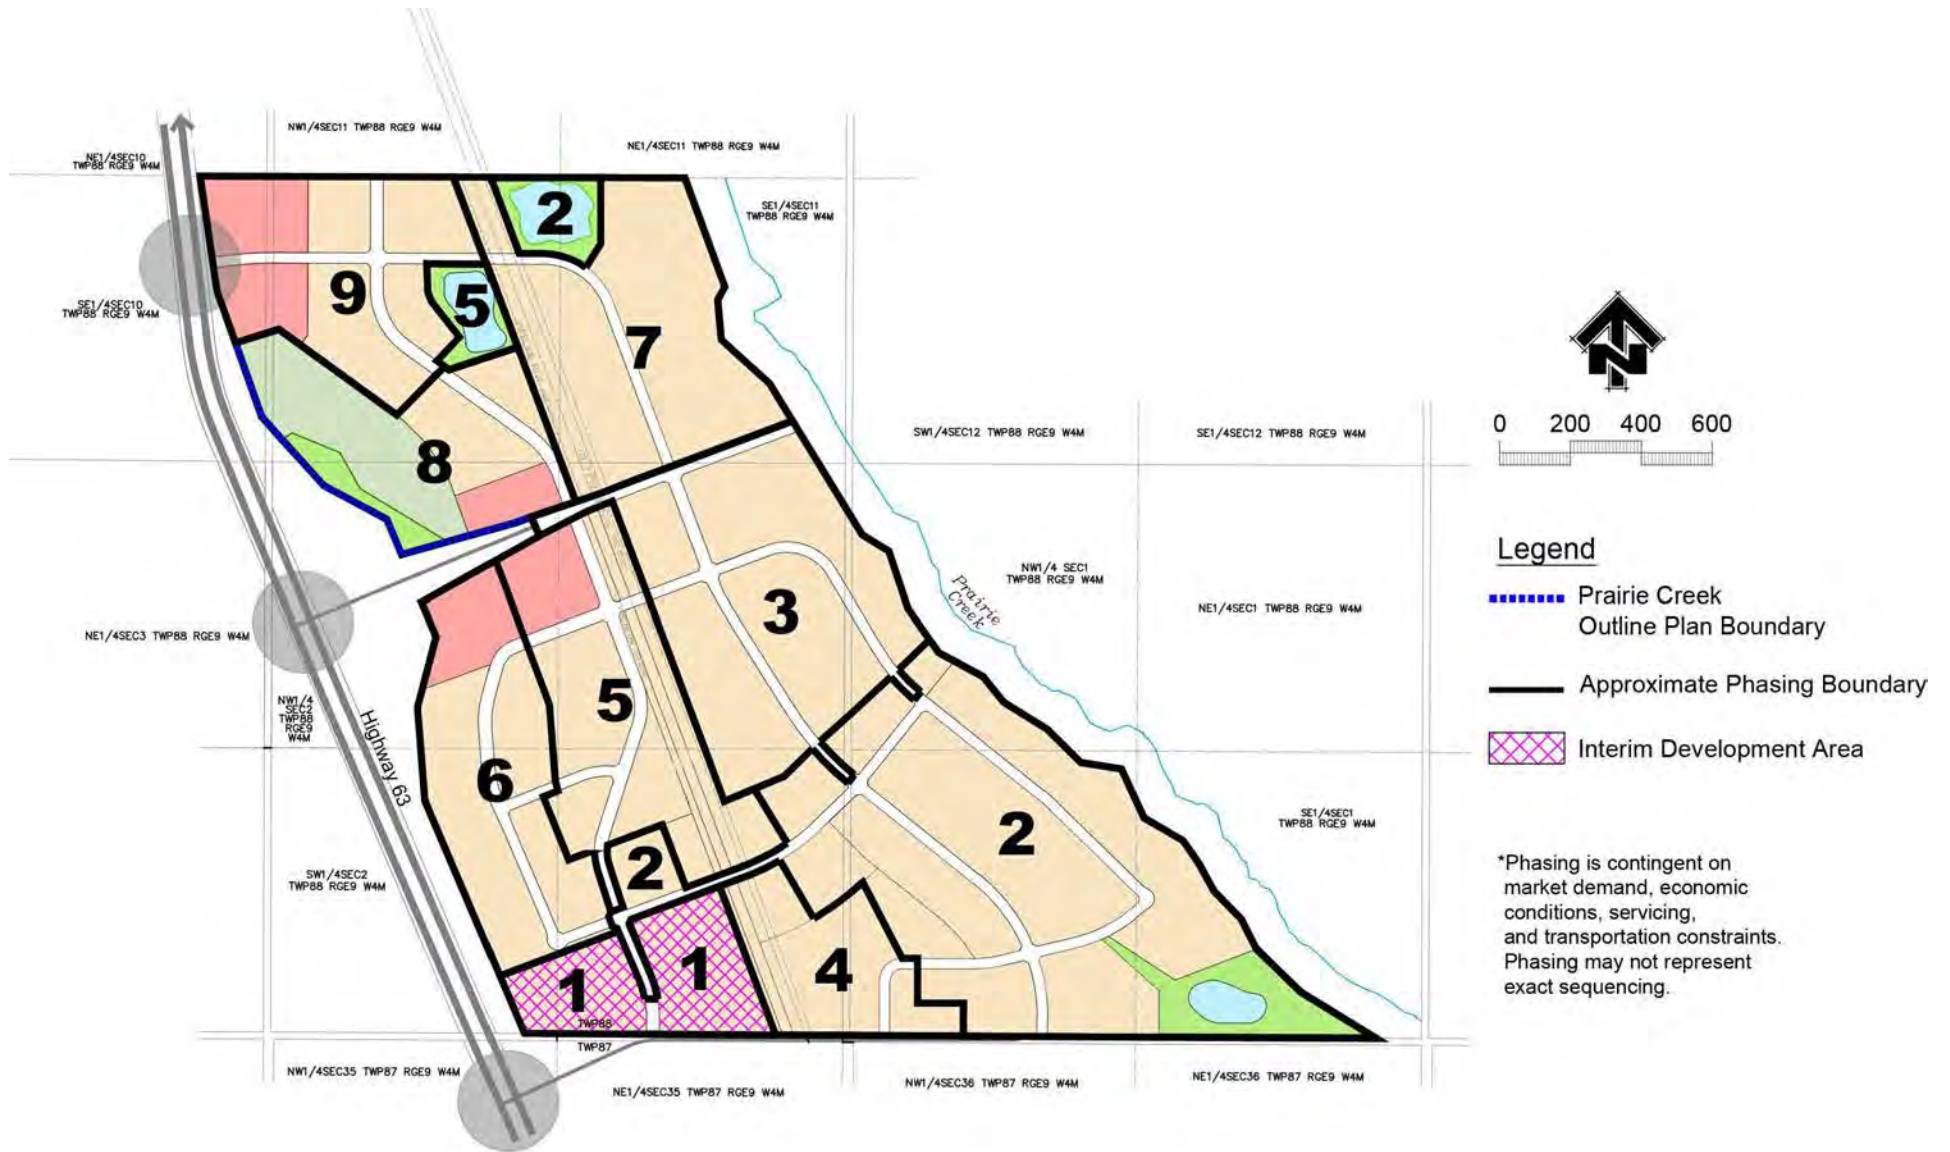 NW1/4SEC11 TWP88 RGE9 W4M
NE1/4SEC11 TWP88 RGE9 W4M
NE1/4SEC10
TWP88 RGE9 W4M
SE1/4SEC11
TWP88 RGE9 W4M
2
9
5
7
SE1/4SEC10
TWP88 RGE9 W4M
N
0 200 400 600
SW1/4SEC12 TWP88 RGE9 W4M
SE1/4SEC12 TWP88 RGE9 W4M
8
Legend
Prairie Creek
Outline Plan Boundary
Approximate Phasing Boundary
Interim Development Area
NW1/4 SEC1
TWP88 RGE9 W4M
Prairie
Creek
NE1/4SEC1 TWP88 RGE9 W4M
3
NE1/4SEC3 TWP88 RGE9 W4M
NW1/4
SEC2
TWP88
RGE9
W4M
Highway 63
5
6
2
SE1/4SEC1
TWP88 RGE9 W4M
2
SW1/4SEC2
TWP88 RGE9 W4M
*Phasing is contingent on
market demand, economic
conditions, servicing,
and transportation constraints.
Phasing may not represent
exact sequencing.
1
1
4
TWP88
TWP87
NW1/4SEC35 TWP87 RGE9 W4M
NE1/4SEC35 TWP87 RGE9 W4M
NW1/4SEC36 TWP87 RGE9 W4M
NE1/4SEC36 TWP87 RGE9 W4M